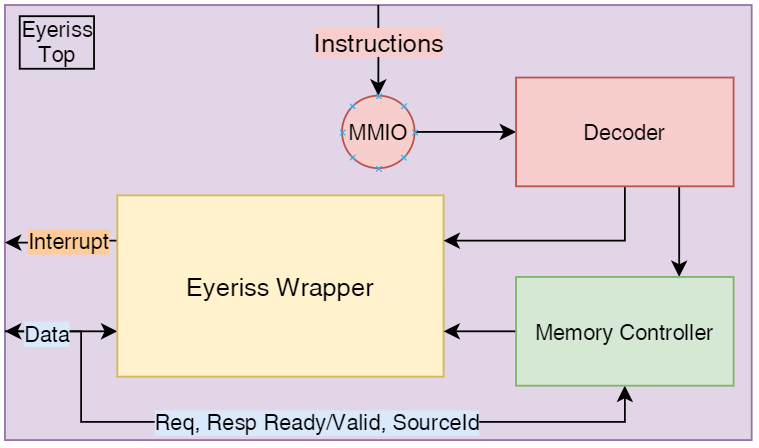 Eyeriss
Top
Instructions
MMIO
Decoder
Interrupt
Eyeriss Wrapper
Data
Memory Controller
Req, Resp Ready/Valid, SourceId